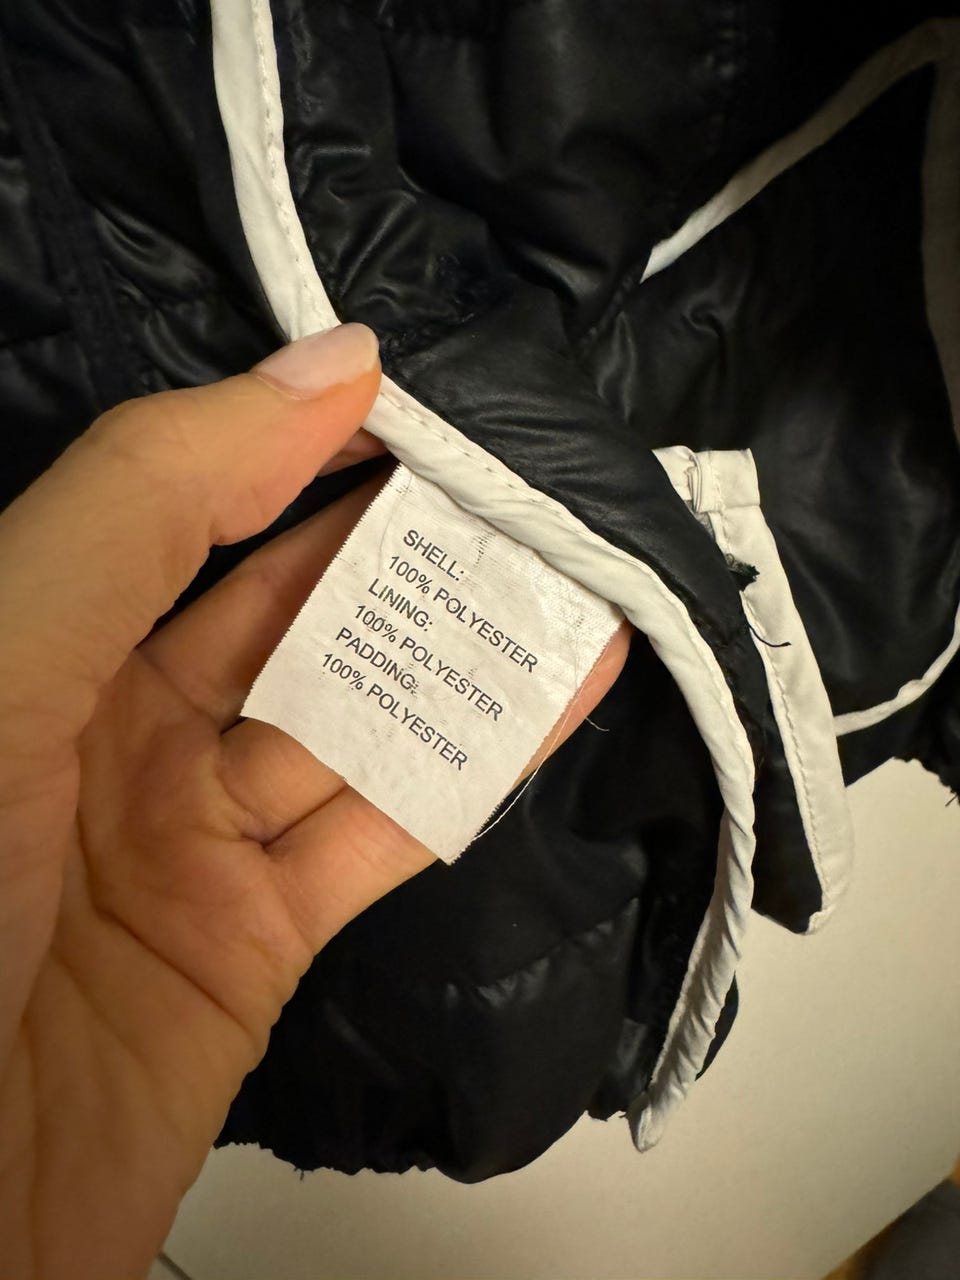 SHELL:
100% POLYESTER
LINING:
100% POLYESTER
PADDING:
100% POLYESTER